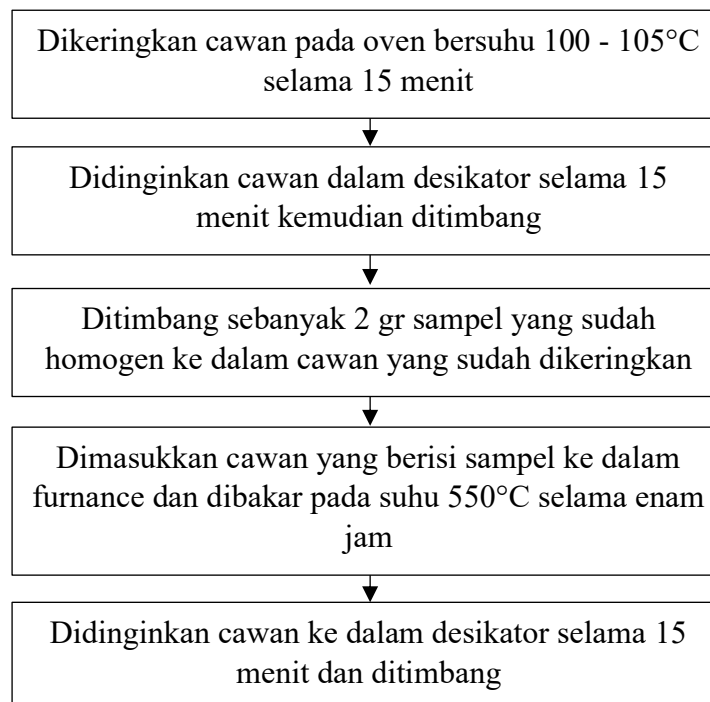 Dikeringkan cawan pada oven bersuhu 100 - 105°C
selama 15 menit
Didinginkan cawan dalam desikator selama 15
menit kemudian ditimbang
Ditimbang sebanyak 2 gr sampel yang sudah
homogen ke dalam cawan yang sudah dikeringkan
Dimasukkan cawan yang berisi sampel ke dalam
furnance dan dibakar pada suhu 550°C selama enam
jam
Didinginkan cawan ke dalam desikator selama 15
menit dan ditimbang